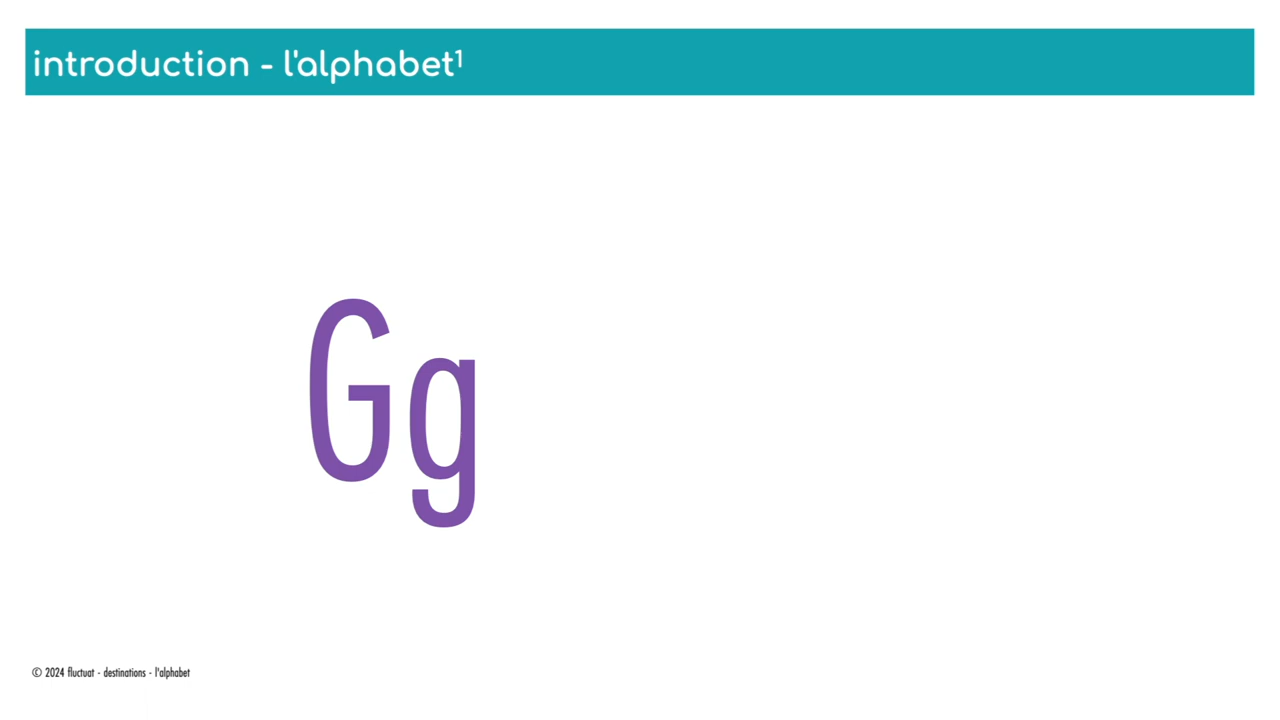 introduction - l'alphabet¹
Gg
© 2024 fluctuat - destinations - l'alphabet